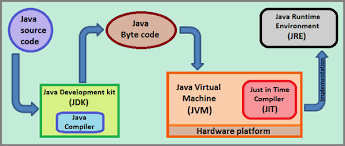 Java
source
code
Java Development kit
(JDK)
Java
Compiler
Java
Byte code
Java Virtual
Machine
(JVM)
Just in Time
Compiler
(JIT)
Hardware platform
Implementation
Java Runtime
Environment
(JRE)